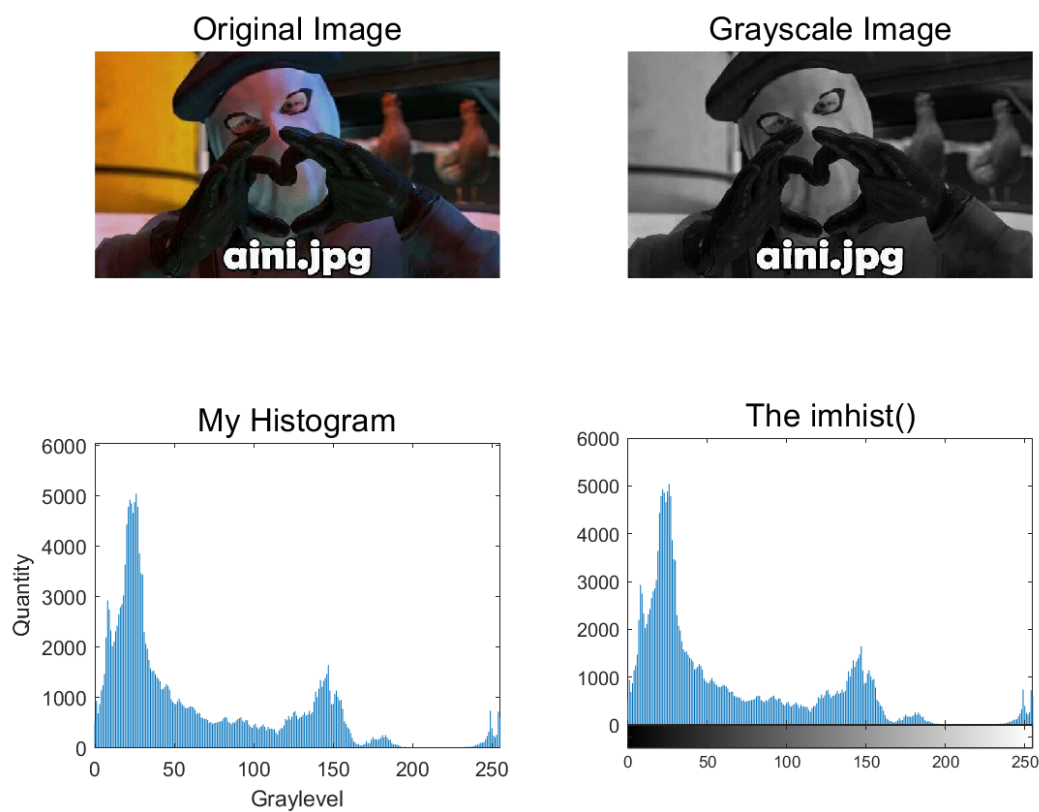 Original Image
Grayscale Image
aini.jpg
aini.jpg
My Histogram
6000
5000
4000
3000
2000
1000
0
Quantity
0 50 100 150 200 250
Graylevel
The imhist()
6000
5000
4000
3000
2000
1000
0
0 50 100 150 200 250